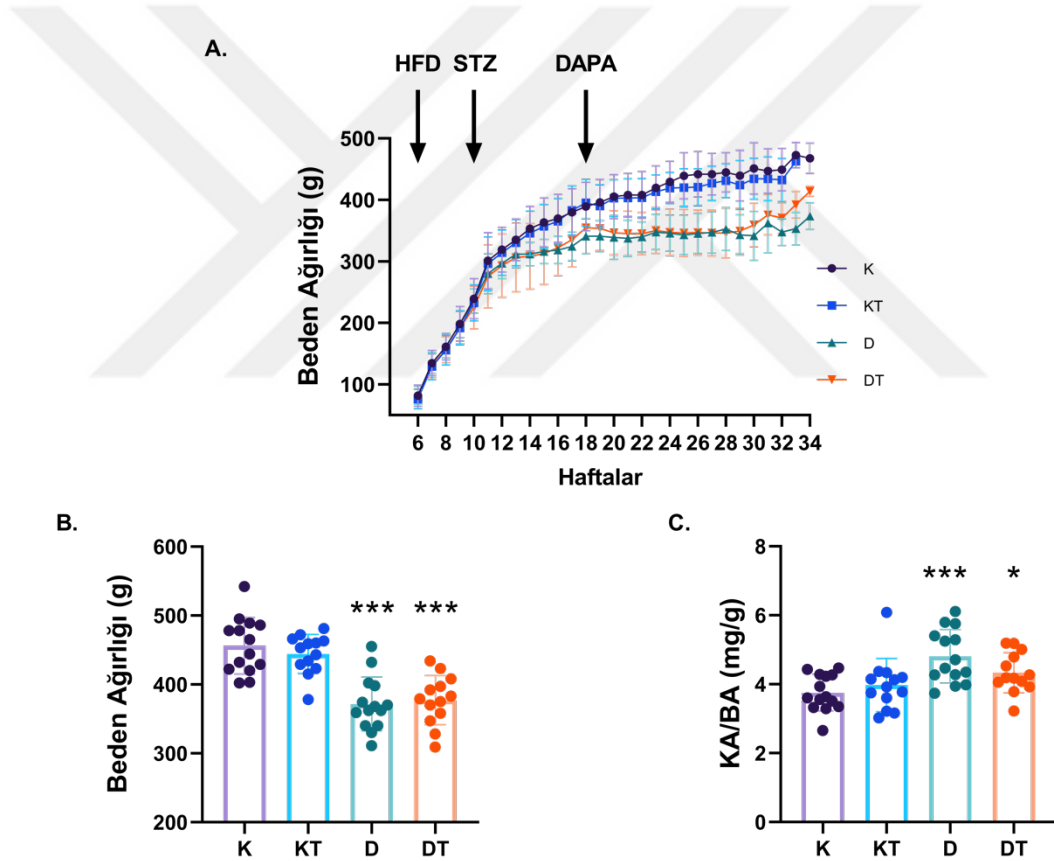 A.
HFD STZ DAPA
Beden Ağırlığı (g)
500
400
300
200
100
6 8 10 12 14 16 18 20 22 24 26 28 30 32 34
Haftalar
K
KT
D
DT
B.
Beden Ağırlığı (g)
600
500
400
300
200
*** ***
K KT D DT
C.
KA/BA (mg/g)
8
6
4
2
0
*** *
K KT D DT